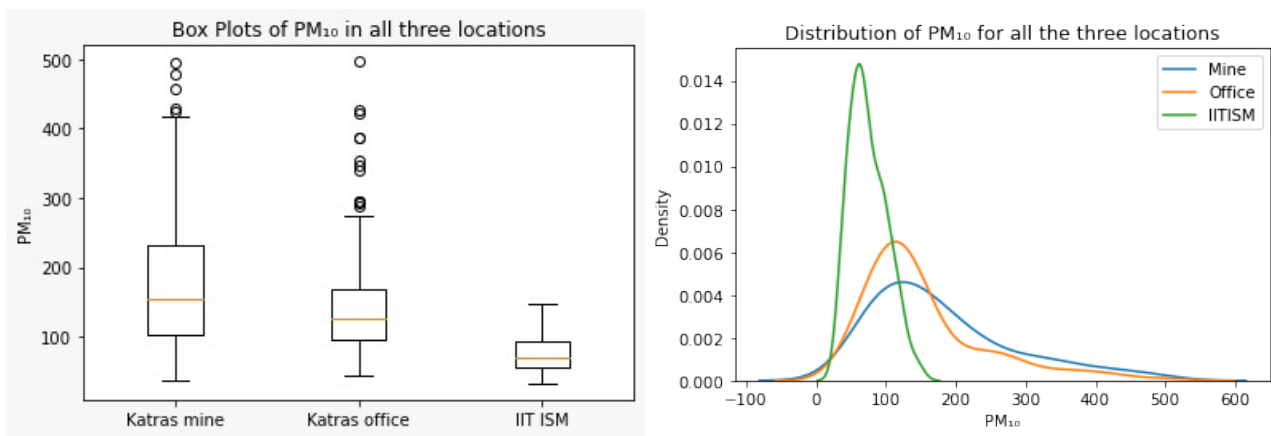 Box Plots of PM₁₀ in all three locations
500
400
300
200
100
PM₁₀
Katras mine
Katras office
IIT ISM
Distribution of PM₁₀ for all the three locations
Mine
Office
IITISM
0.014
0.012
0.010
0.008
0.006
0.004
0.002
0.000
Density
−100
0
100
200
300
400
500
600
PM₁₀